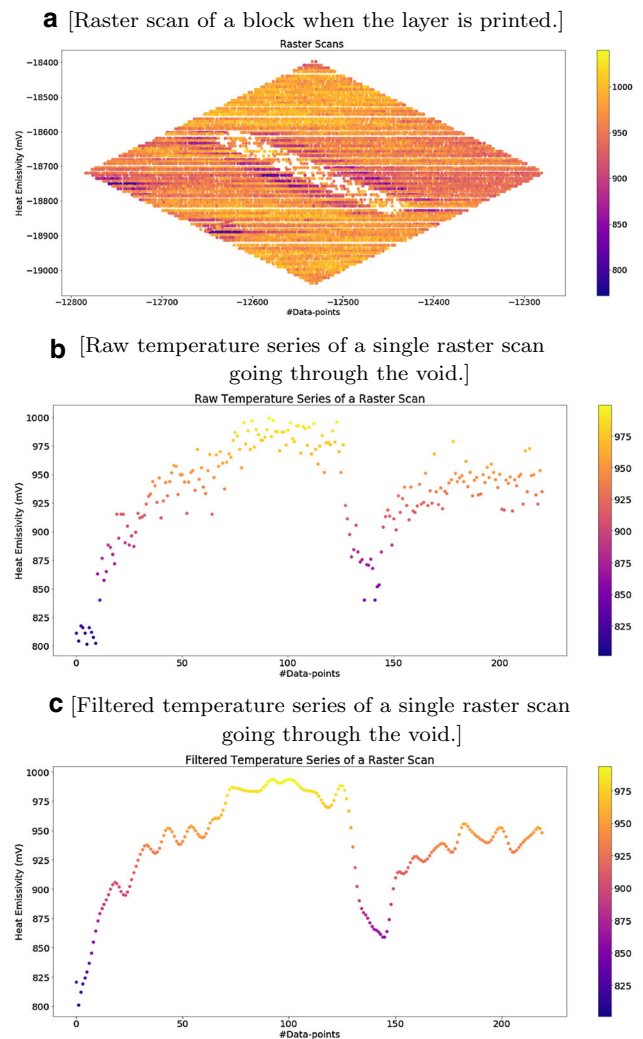 a [Raster scan of a block when the layer is printed.]
Raster Scans
Heat Emissivity (mV)
−18400
−18500
−18600
−18700
−18800
−18900
−19000
−12800 −12700 −12600 −12500 −12400 −12300
#Data-points
1000
950
900
850
800
b [Raw temperature series of a single raster scan
going through the void.]
Raw Temperature Series of a Raster Scan
Heat Emissivity (mV)
1000
975
950
925
900
875
850
825
800
0 50 100 150 200
#Data-points
975
950
925
900
875
850
825
c [Filtered temperature series of a single raster scan
going through the void.]
Filtered Temperature Series of a Raster Scan
Heat Emissivity (mV)
1000
975
950
925
900
875
850
825
800
0 50 100 150 200
#Data-points
975
950
925
900
875
850
825